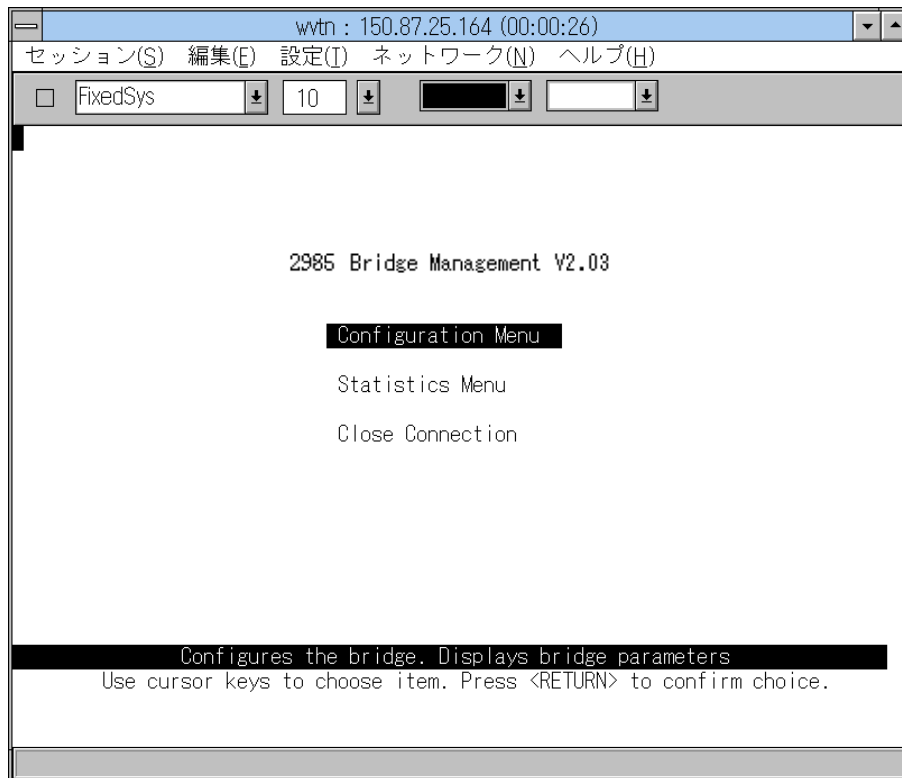 wvtn : 150.87.25.164 (00:00:26)
セッション(S) 編集(E) 設定(T) ネットワーク(N) ヘルプ(H)
FixedSys 10
2985 Bridge Management V2.03
Configuration Menu
Statistics Menu
Close Connection
Configures the bridge. Displays bridge parameters
Use cursor keys to choose item. Press <RETURN> to confirm choice.